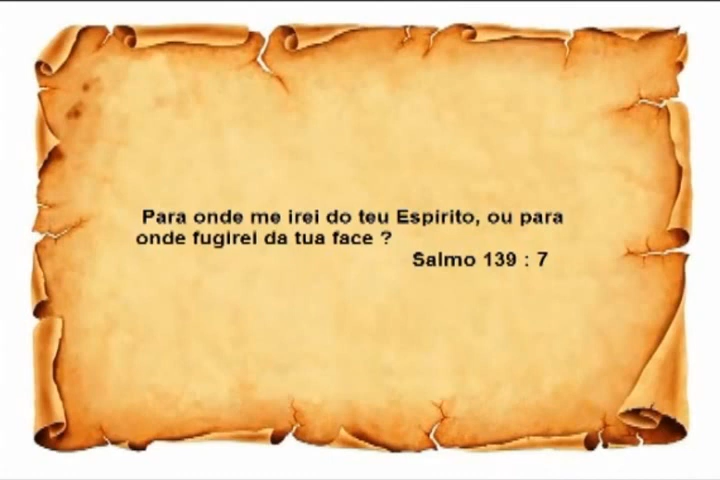 Para onde me irei do teu Espirito, ou para
onde fugirei da tua face ?
Salmo 139 : 7